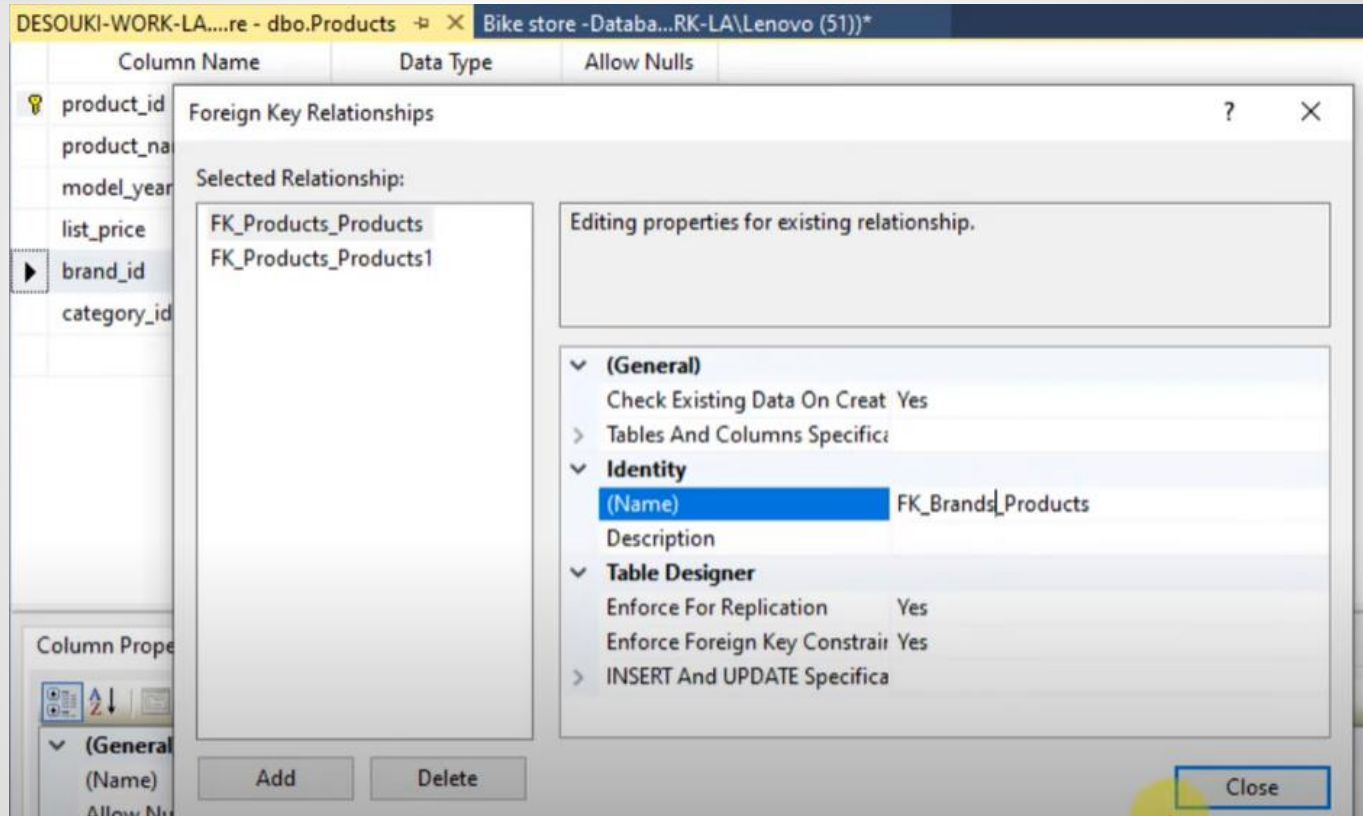 DESOUKI-WORK-LA....re - dbo.Products Bike store -Databa...RK-LA\Lenovo (51))*
Column Name Data Type Allow Nulls
product_id
product_na
model_year
list_price
brand_id
category_id
Foreign Key Relationships ?
Selected Relationship:
FK_Products_Products
FK_Products_Products1
Editing properties for existing relationship.
(General)
Check Existing Data On Creat Yes
Tables And Columns Specifica
Identity
(Name) FK_Brands_Products
Description
Table Designer
Enforce For Replication Yes
Enforce Foreign Key Constrair Yes
INSERT And UPDATE Specifica
Add Delete
Close
Column Prope
(General
(Name)
Allow Nu